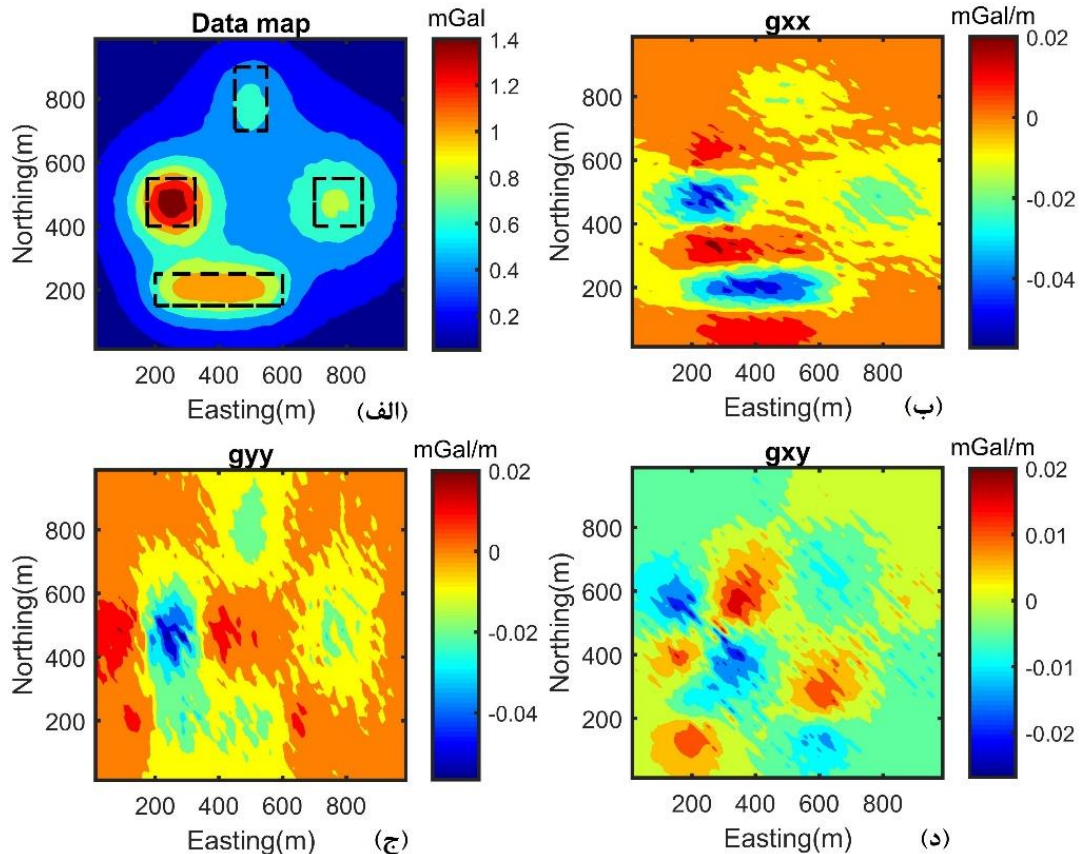 Data map
mGal
1.4
1.2
1
0.8
0.6
0.4
0.2
800
600
400
200
Northing(m)
200 400 600 800
Easting(m)
(الف)
gxx
mGal/m
0.02
0
-0.02
-0.04
800
600
400
200
Northing(m)
200 400 600 800
Easting(m)
(ب)
gyy
mGal/m
0.02
0
-0.02
-0.04
800
600
400
200
Northing(m)
200 400 600 800
Easting(m)
(ج)
gxy
mGal/m
0.02
0.01
0
-0.01
-0.02
800
600
400
200
Northing(m)
200 400 600 800
Easting(m)
(د)